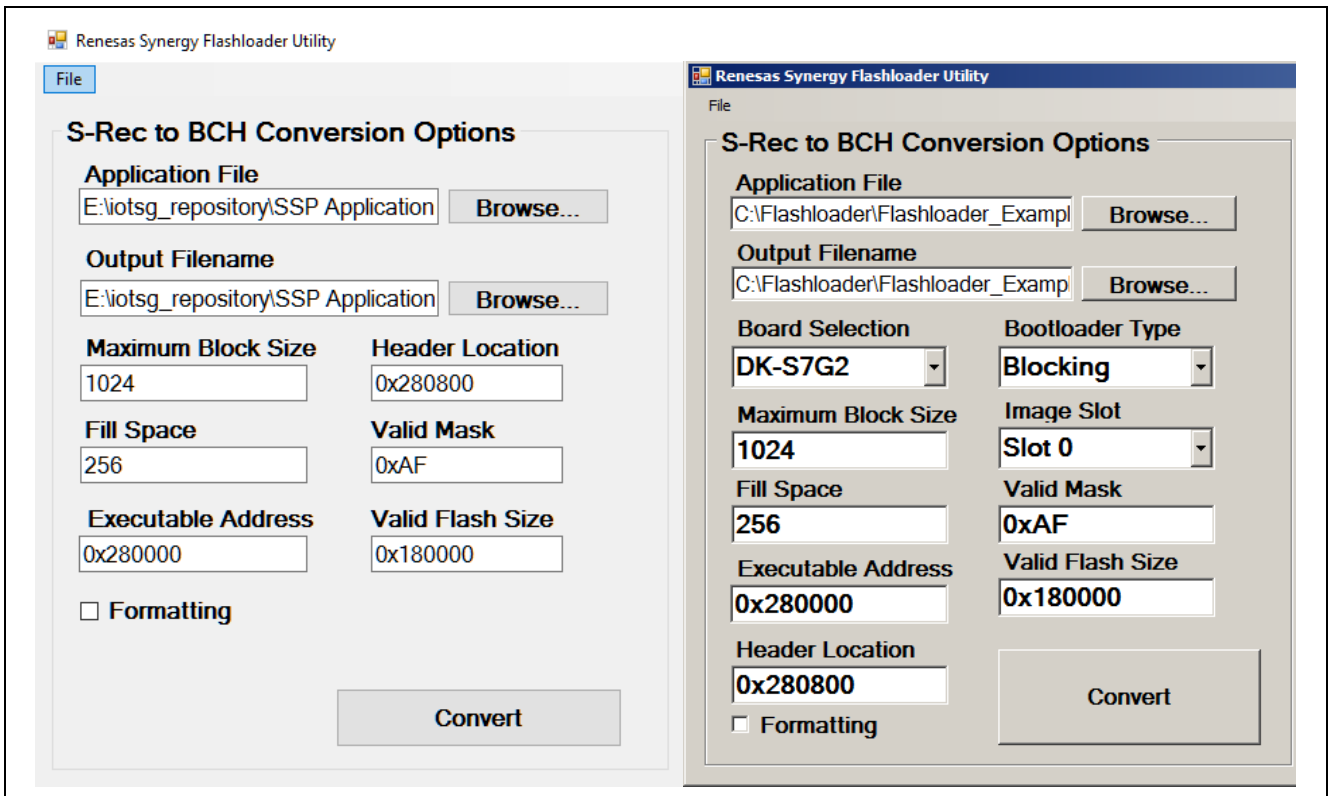 Renesas Synergy Flashloader Utility
File
S-Rec to BCH Conversion Options
Application File
E:\iotsg_repository\SSP Application
Browse...
Output Filename
E:\iotsg_repository\SSP Application
Browse...
Maximum Block Size
Header Location
1024
0x280800
Fill Space
Valid Mask
256
0xAF
Executable Address
Valid Flash Size
0x280000
0x180000
Formatting
Convert
Renesas Synergy Flashloader Utility
File
S-Rec to BCH Conversion Options
Application File
C:\Flashloader\Flashloader_Exampl
Browse...
Output Filename
C:\Flashloader\Flashloader_Examp
Browse...
Board Selection
Bootloader Type
DK-S7G2
Blocking
Maximum Block Size
Image Slot
1024
Slot 0
Fill Space
Valid Mask
256
0xAF
Executable Address
Valid Flash Size
0x280000
0x180000
Header Location
0x280800
Convert
Formatting